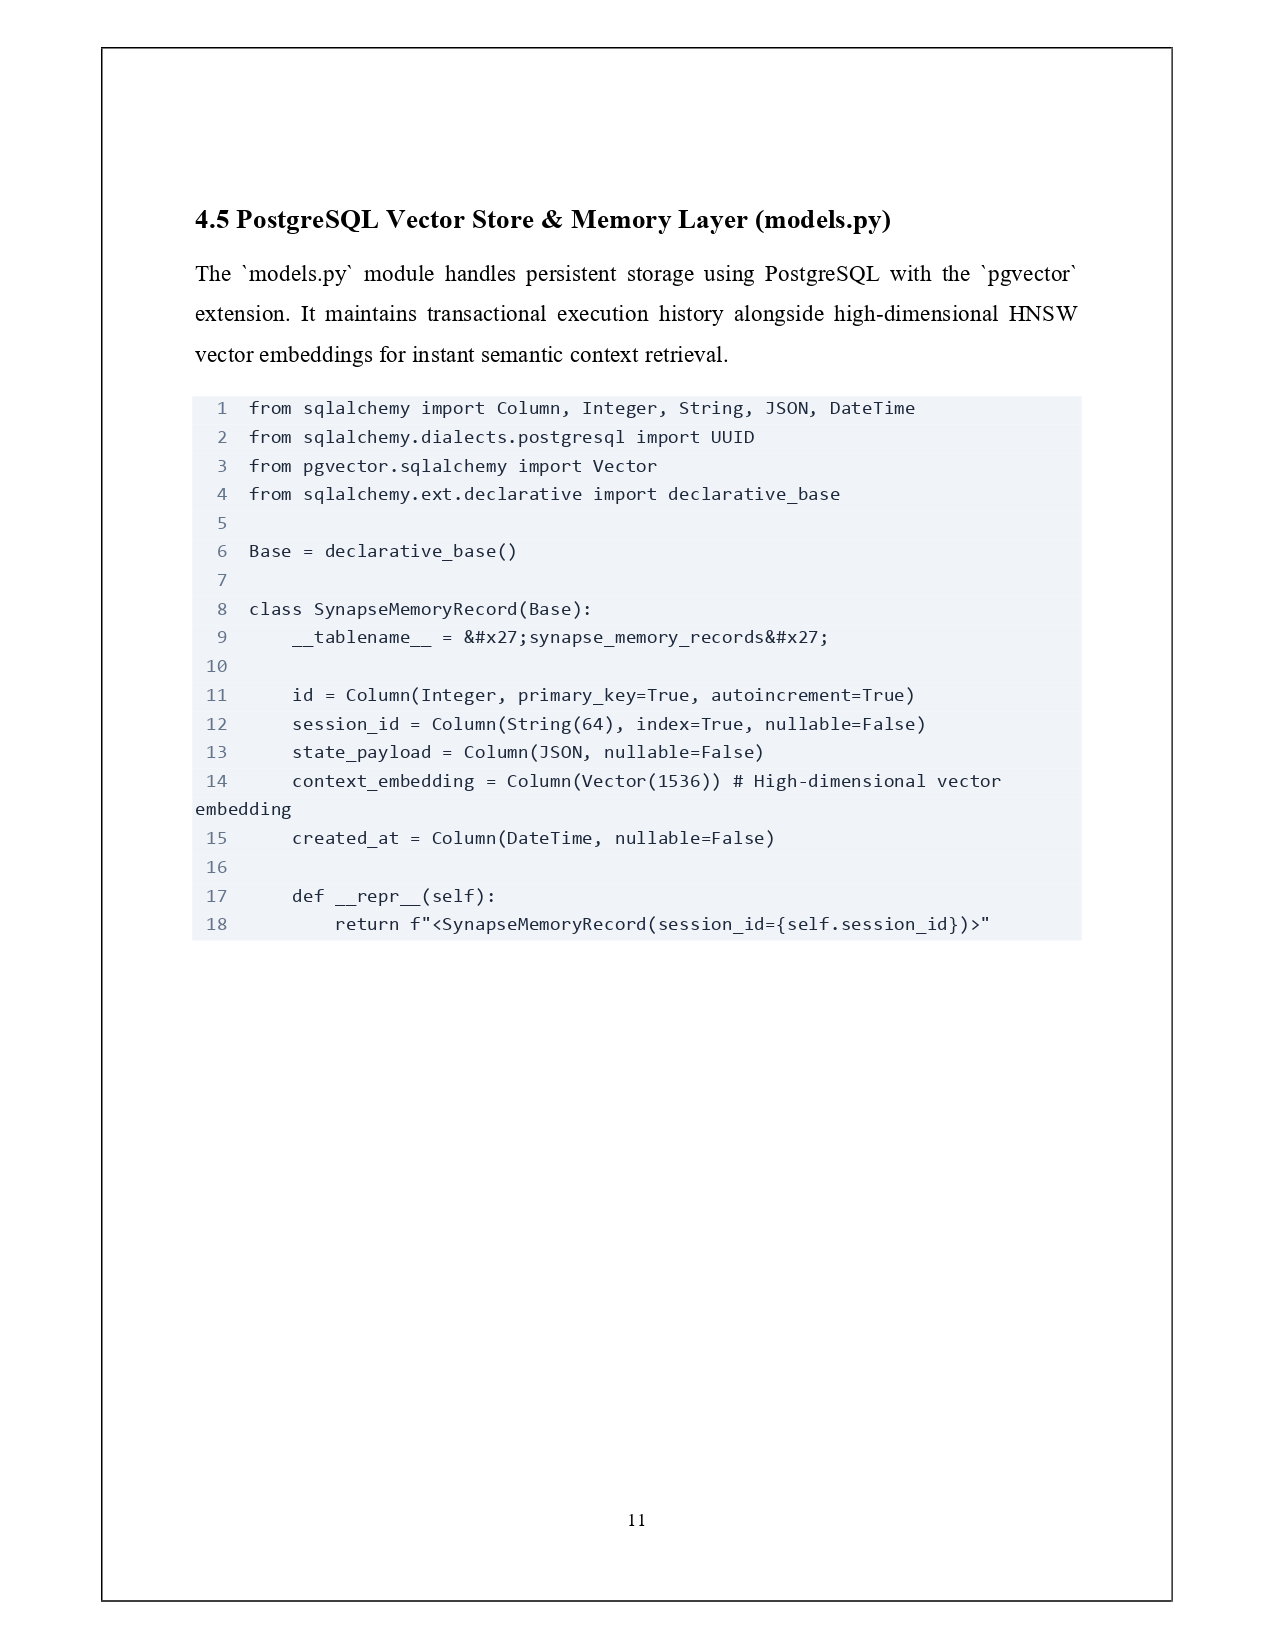 4.5 PostgreSQL Vector Store & Memory Layer (models.py)
The `models.py` module handles persistent storage using PostgreSQL with the `pgvector`
extension. It maintains transactional execution history alongside high-dimensional HNSW
vector embeddings for instant semantic context retrieval.
1  from sqlalchemy import Column, Integer, String, JSON, DateTime
2  from sqlalchemy.dialects.postgresql import UUID
3  from pgvector.sqlalchemy import Vector
4  from sqlalchemy.ext.declarative import declarative_base
5
6  Base = declarative_base()
7
8  class SynapseMemoryRecord(Base):
9      __tablename__ = &#x27;synapse_memory_records&#x27;
10
11      id = Column(Integer, primary_key=True, autoincrement=True)
12      session_id = Column(String(64), index=True, nullable=False)
13      state_payload = Column(JSON, nullable=False)
14      context_embedding = Column(Vector(1536)) # High-dimensional vector
embedding
15      created_at = Column(DateTime, nullable=False)
16
17      def __repr__(self):
18          return f"<SynapseMemoryRecord(session_id={self.session_id})>"
11